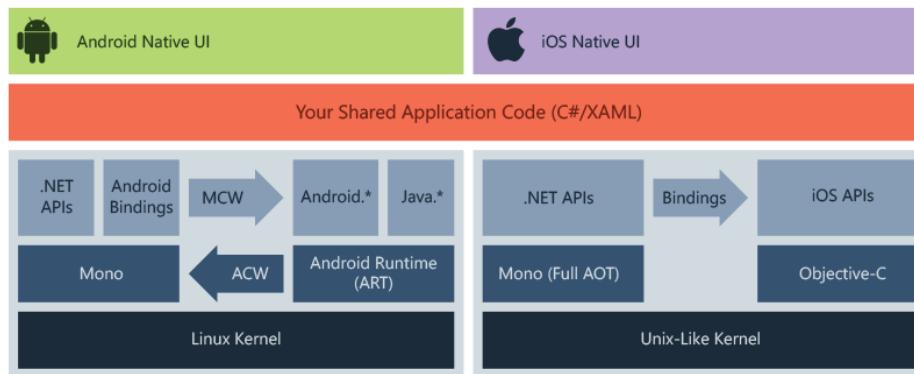 Android Native UI
iOS Native UI
Your Shared Application Code (C#/XAML)
.NET
APIs
Android
Bindings
MCW
Android.*
Java.*
.NET APIs
Bindings
iOS APIs
Mono
ACW
Android Runtime
(ART)
Mono (Full AOT)
Objective-C
Linux Kernel
Unix-Like Kernel